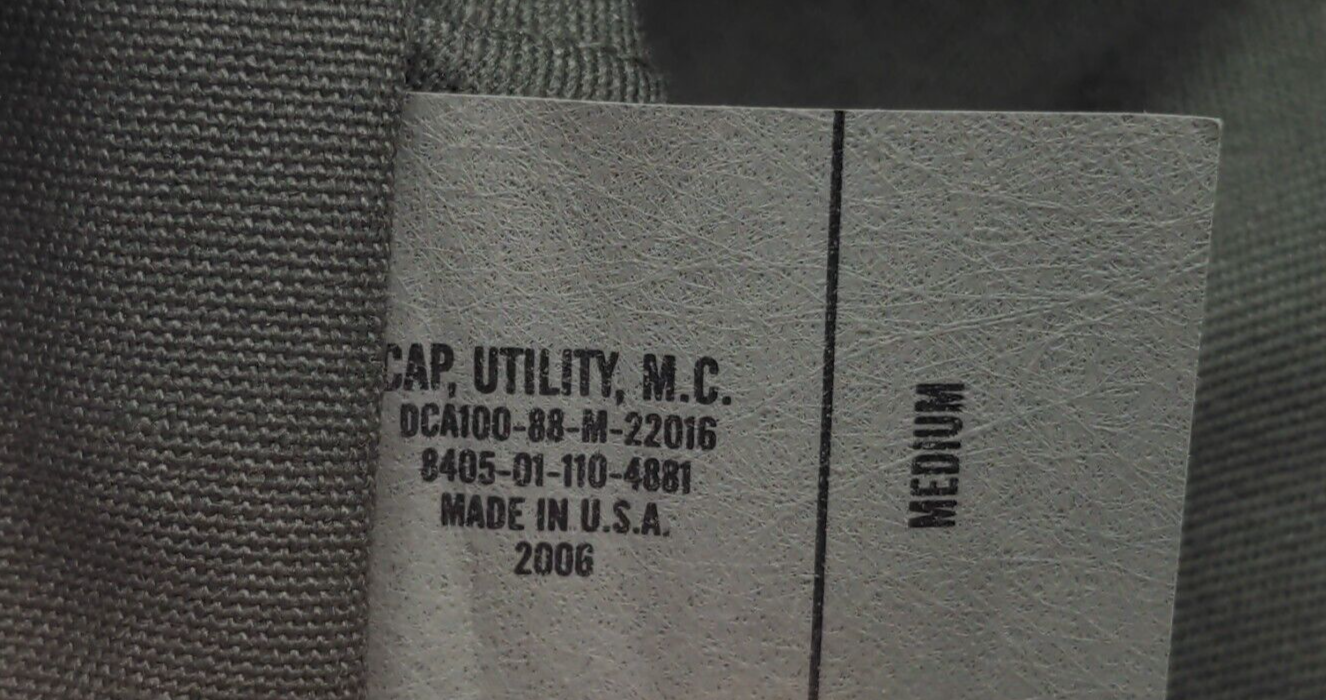 CAP, UTILITY, M.C.
DCA100-88-M-22016
8405-01-110-4881
MADE IN U.S.A.
2006
MEDIUM